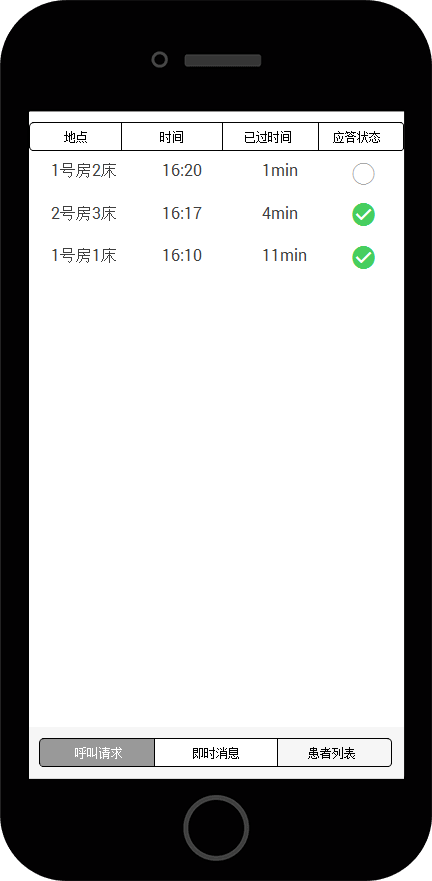 地点 时间 已过时间 应答状态
1号房2床 16:20 1min
2号房3床 16:17 4min
1号房1床 16:10 11min
呼叫请求 即时消息 患者列表